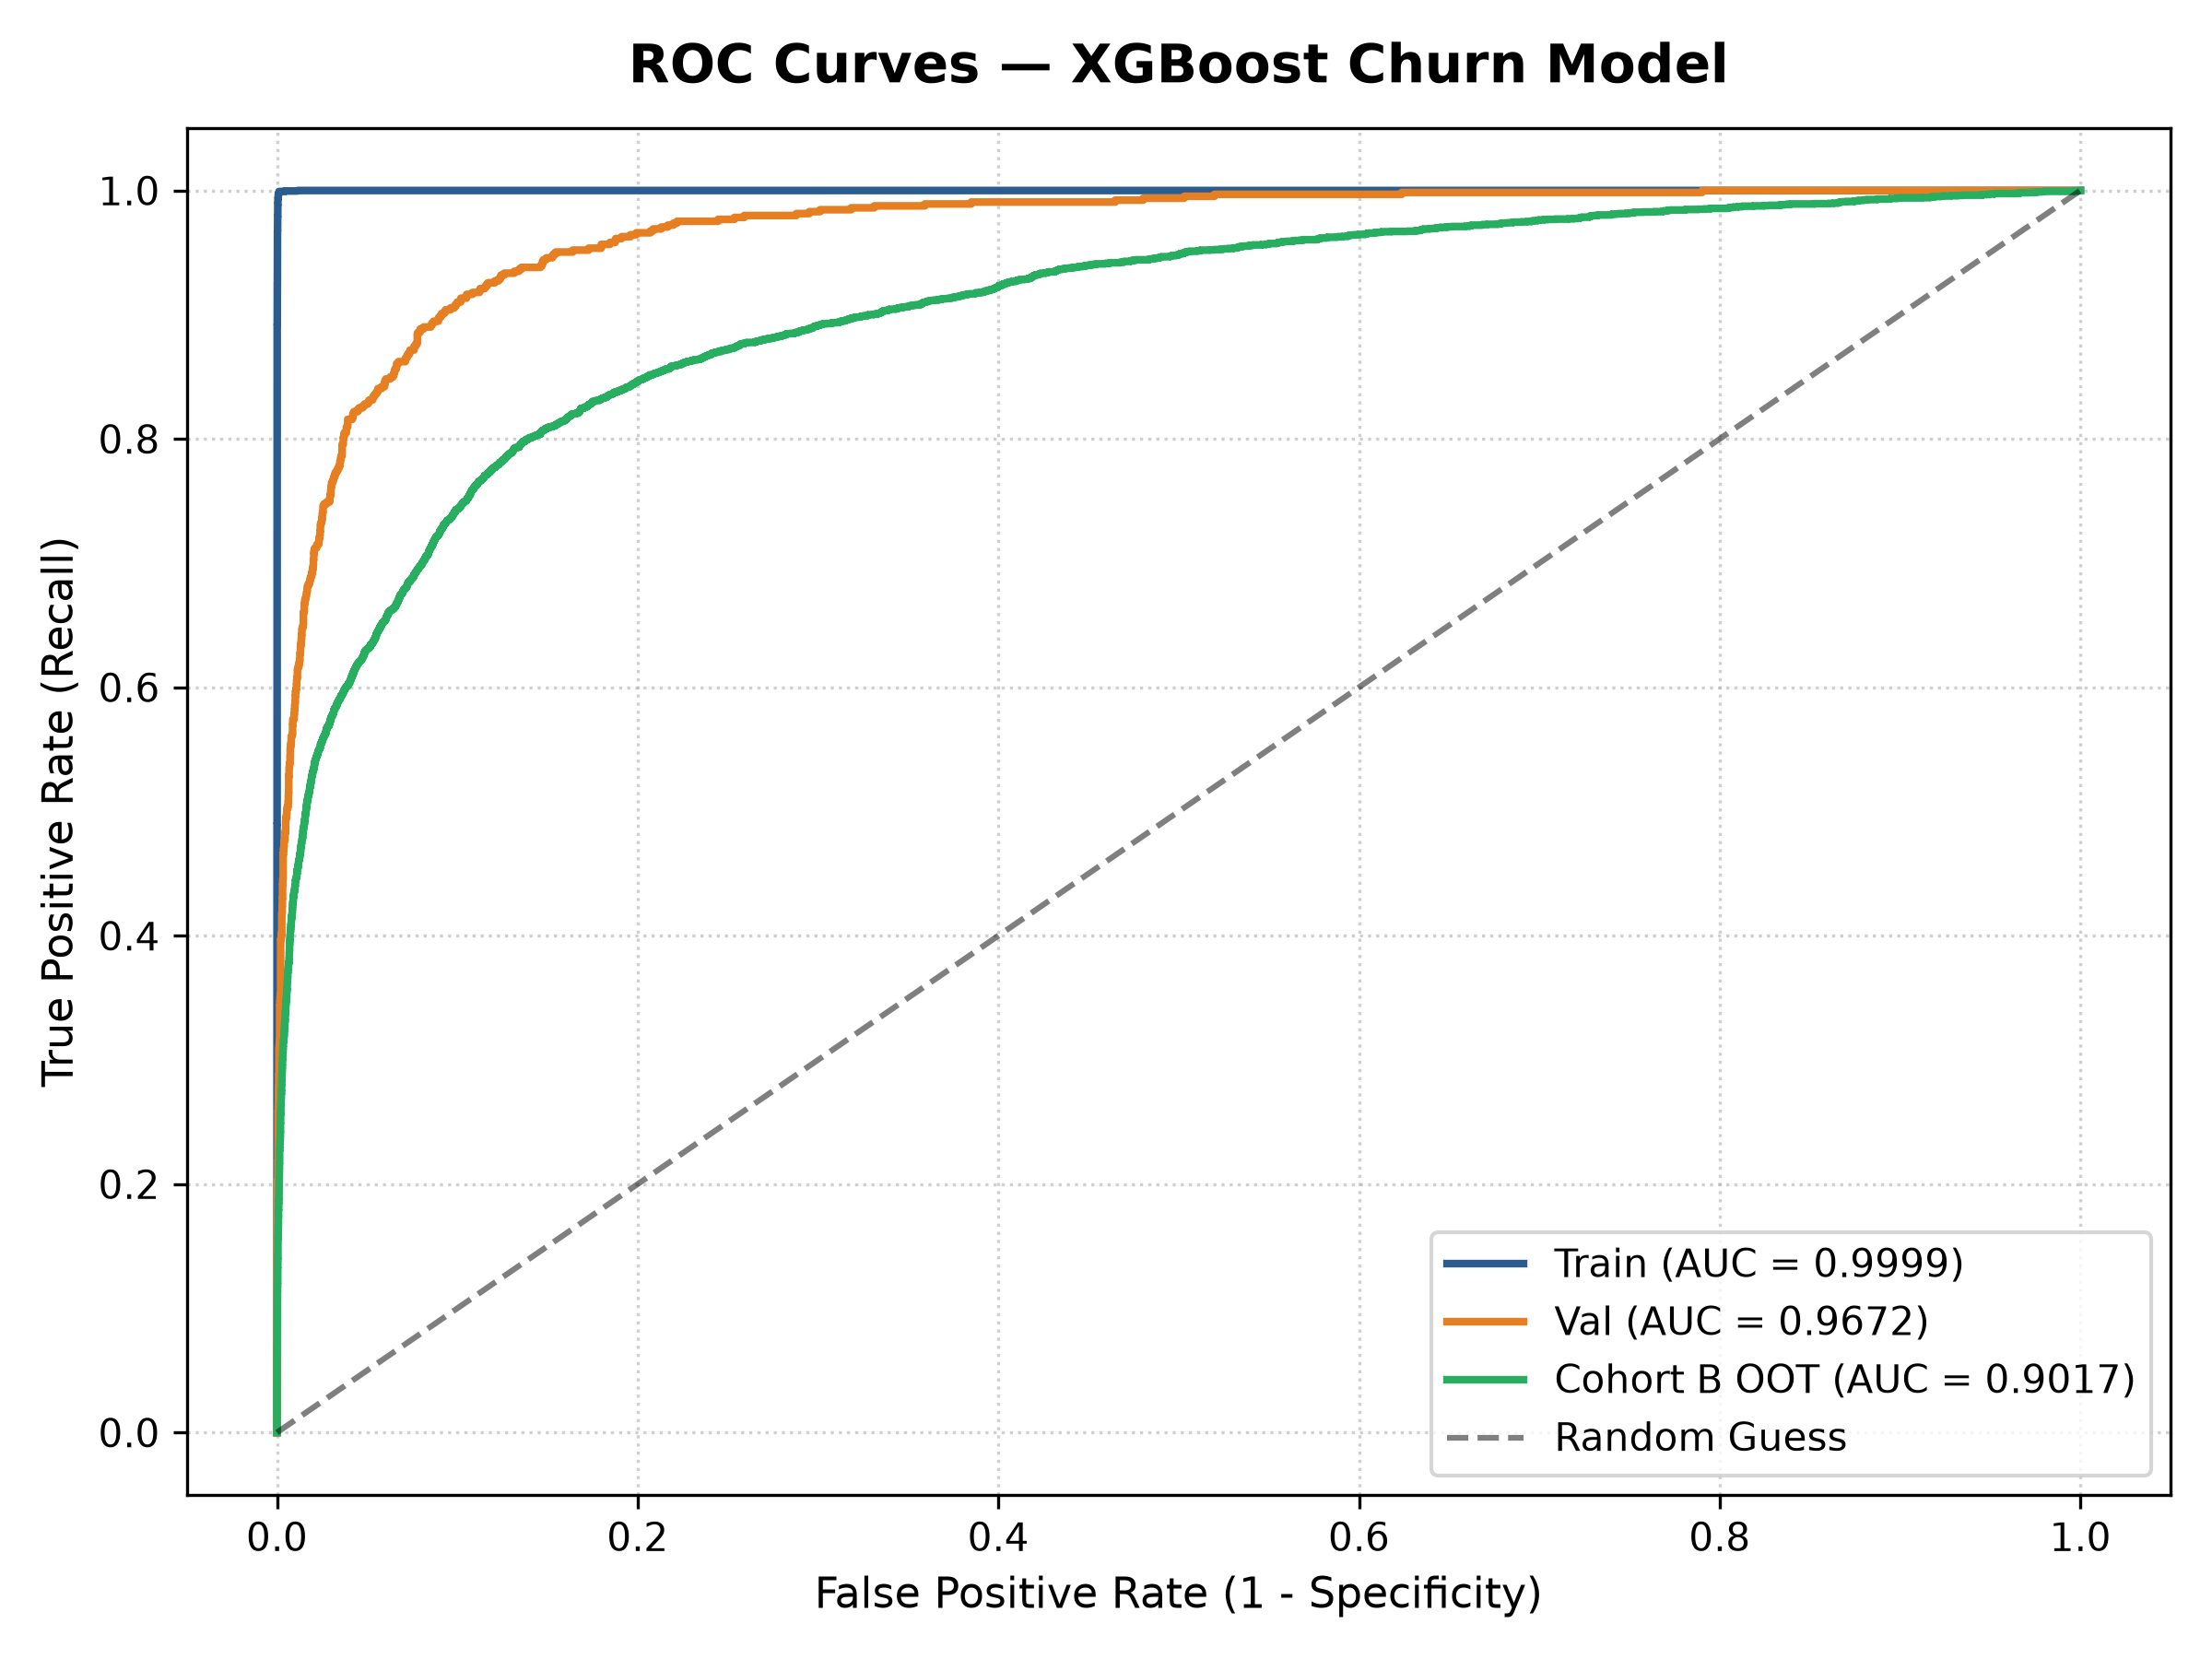 ROC Curves — XGBoost Churn Model
True Positive Rate (Recall)
1.0
0.8
0.6
0.4
0.2
0.0
Train (AUC = 0.9999)
Val (AUC = 0.9672)
Cohort B OOT (AUC = 0.9017)
Random Guess
0.0 0.2 0.4 0.6 0.8 1.0
False Positive Rate (1 - Specificity)